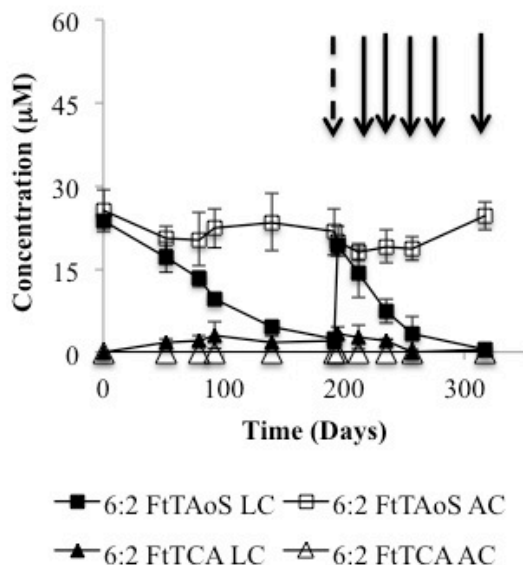 60
45
30
15
0
Concentration (µM)
0
100
200
300
Time (Days)
6:2 FtTAoS LC
6:2 FtTAoS AC
6:2 FtTCA LC
6:2 FtTCA AC